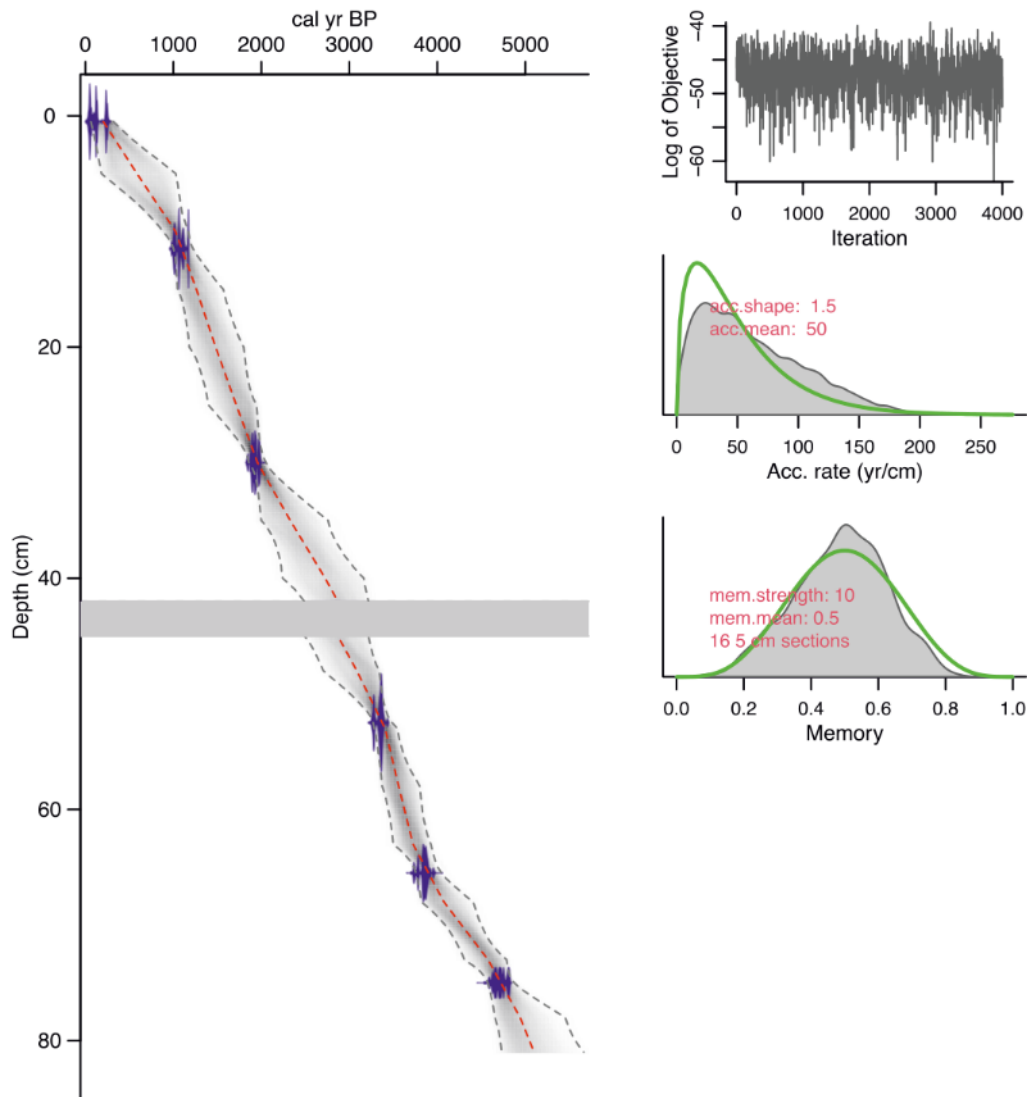 cal yr BP
0 1000 2000 3000 4000 5000
Depth (cm)
0
20
40
60
80
Log of Objective
-40
-50
-60
0 1000 2000 3000 4000
Iteration
acc.shape: 1.5
acc.mean: 50
0 50 100 150 200 250
Acc. rate (yr/cm)
mem.strength: 10
mem.mean: 0.5
16 5 cm sections
0.0 0.2 0.4 0.6 0.8 1.0
Memory